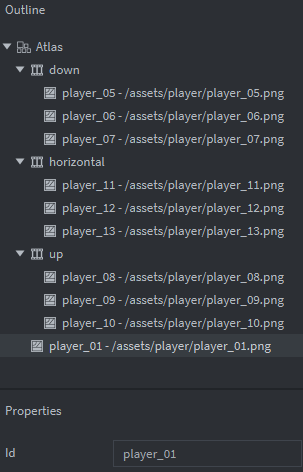 Outline
Atlas
down
player_05 - /assets/player/player_05.png
player_06 - /assets/player/player_06.png
player_07 - /assets/player/player_07.png
horizontal
player_11 - /assets/player/player_11.png
player_12 - /assets/player/player_12.png
player_13 - /assets/player/player_13.png
up
player_08 - /assets/player/player_08.png
player_09 - /assets/player/player_09.png
player_10 - /assets/player/player_10.png
player_01 - /assets/player/player_01.png
Properties
Id player_01